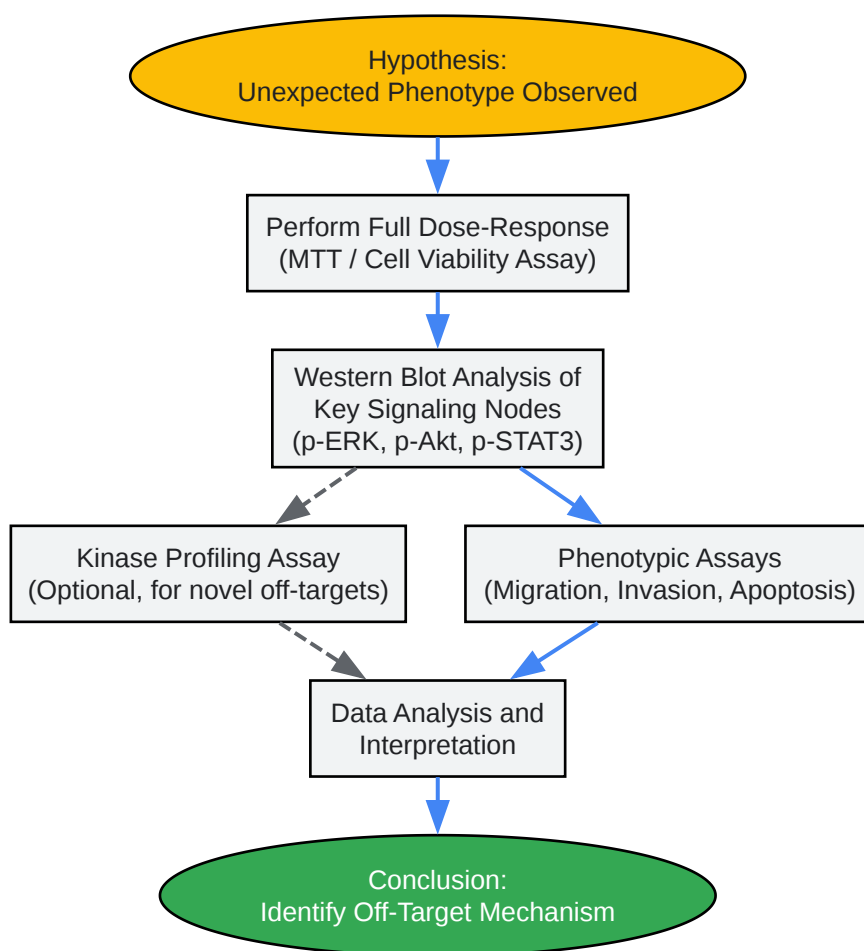 Hypothesis:
Unexpected Phenotype Observed
Perform Full Dose-Response
(MTT / Cell Viability Assay)
Western Blot Analysis of
Key Signaling Nodes
(p-ERK, p-Akt, p-STAT3)
Kinase Profiling Assay
(Optional, for novel off-targets)
Phenotypic Assays
(Migration, Invasion, Apoptosis)
Data Analysis and
Interpretation
Conclusion:
Identify Off-Target Mechanism